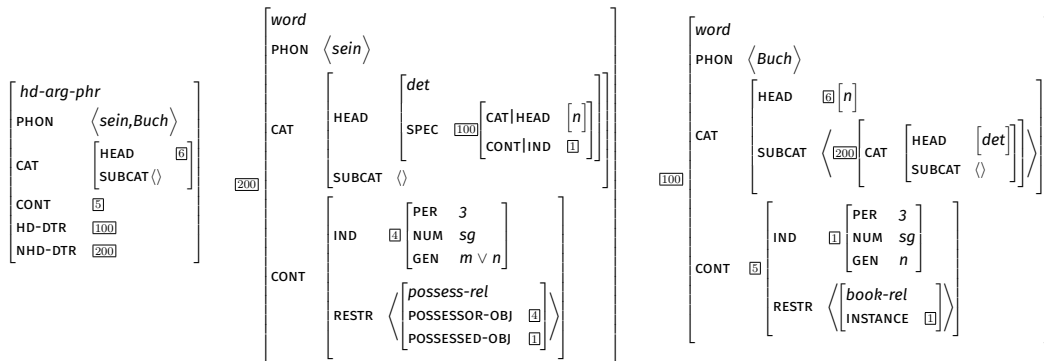 hd-arg-phr
PHON ⟨sein,Buch⟩
CAT HEAD 6
SUBCAT ⟨⟩
CONT 5
HD-DTR 100
NHD-DTR 200
200
word
PHON ⟨sein⟩
CAT HEAD det
SPEC 100 CAT|HEAD [n]
CONT|IND 1
SUBCAT ⟨⟩
CONT IND 4 PER 3
NUM sg
GEN m ∨ n
RESTR ⟨ possess-rel
POSSESSOR-OBJ 4
POSSESSED-OBJ 1 ⟩
100
word
PHON ⟨Buch⟩
CAT HEAD 6 [n]
SUBCAT ⟨ 200 CAT HEAD [det]
SUBCAT ⟨⟩ ⟩
CONT 5 IND 1 PER 3
NUM sg
GEN n
RESTR ⟨ book-rel
INSTANCE 1 ⟩